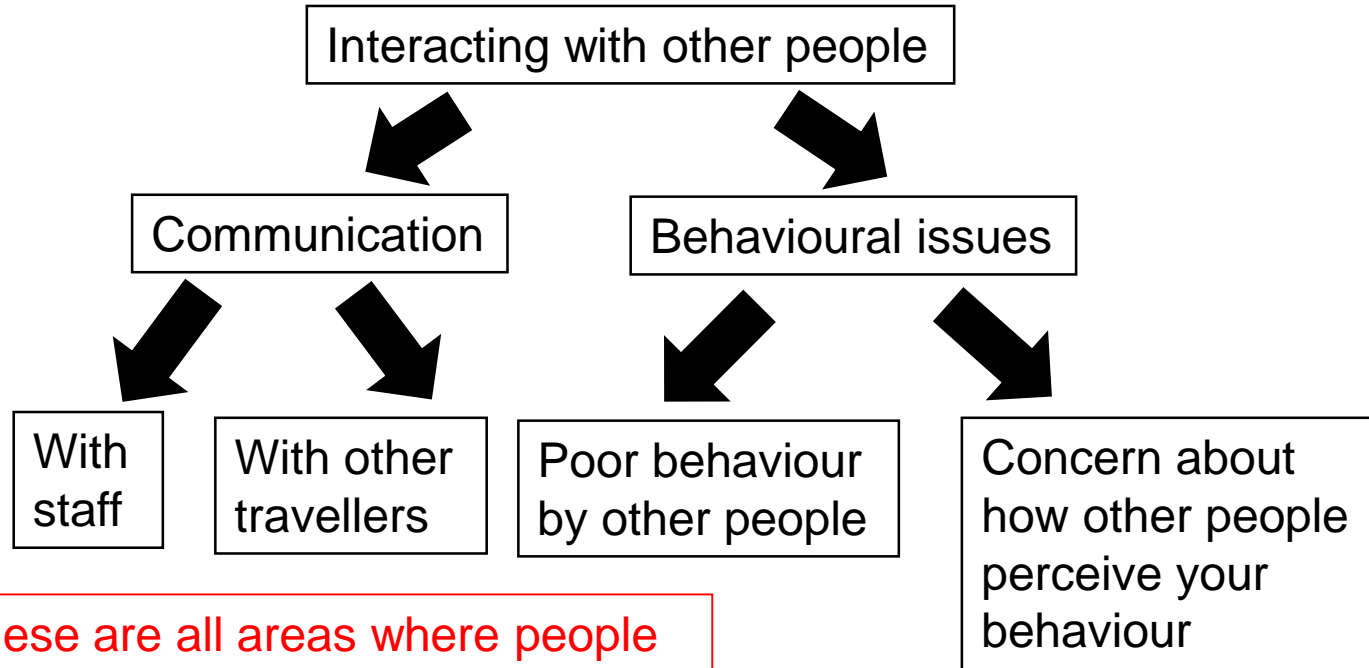 Interacting with other people
Communication
Behavioural issues
With
staff
With other
travellers
Poor behaviour
by other people
Concern about
how other people
perceive your
behaviour
ese are all areas where people